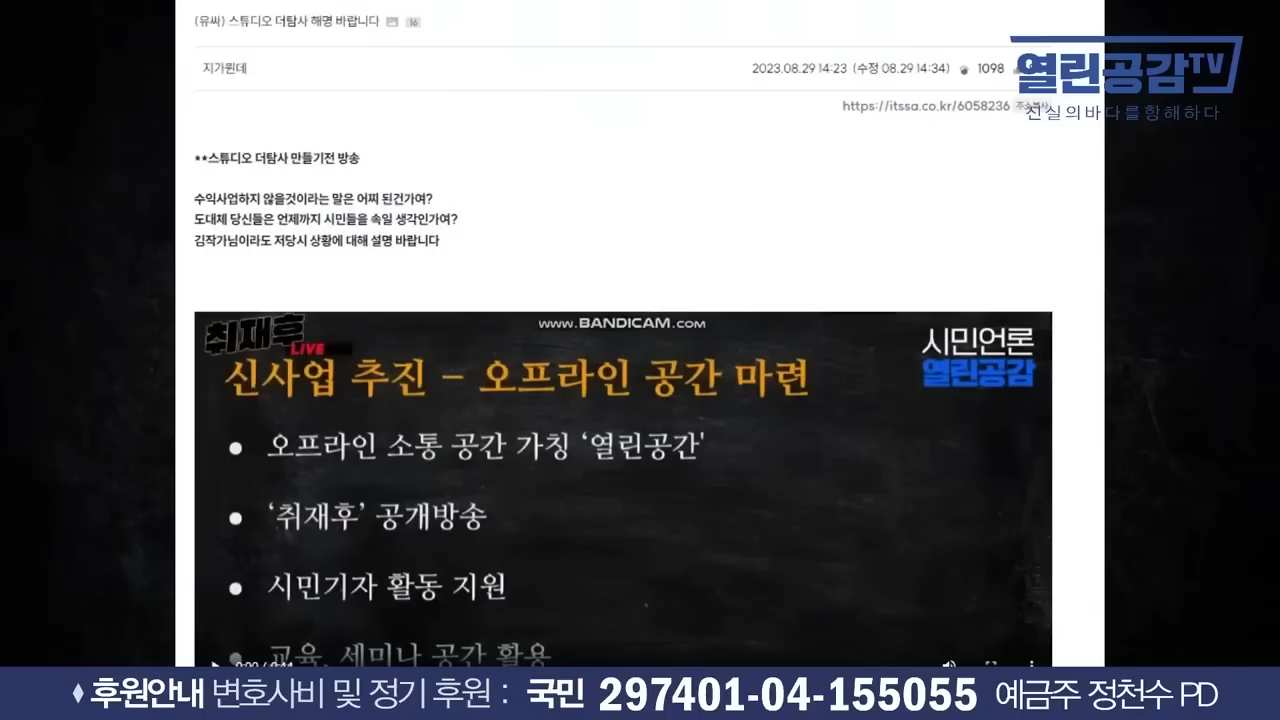 (유싸) 스튜디오 더탐사 해명 바랍니다 16
지가뭔데
2023.08.29 14:23 (수정 08.29 14:34) 1098
https://itssa.co.kr/6058236
열린공감TV
진실의바다를항해하다
**스튜디오 더탐사 만들기전 방송
수익사업하지 않을것이라는 말은 어찌 된건가여?
도대체 당신들은 언제까지 시민들을 속일 생각인가여?
김작가님이라도 저당시 상황에 대해 설명 바랍니다
취재후
LIVE
www.BANDICAM.com
시민언론
열린공감
신사업 추진 - 오프라인 공간 마련
● 오프라인 소통 공간 가칭 ‘열린공간'
● ‘취재후’ 공개방송
● 시민기자 활동 지원
● 교육, 세미나 공간 활용
♦ 후원안내 변호사비 및 정기 후원 : 국민 297401-04-155055 예금주 정천수 PD